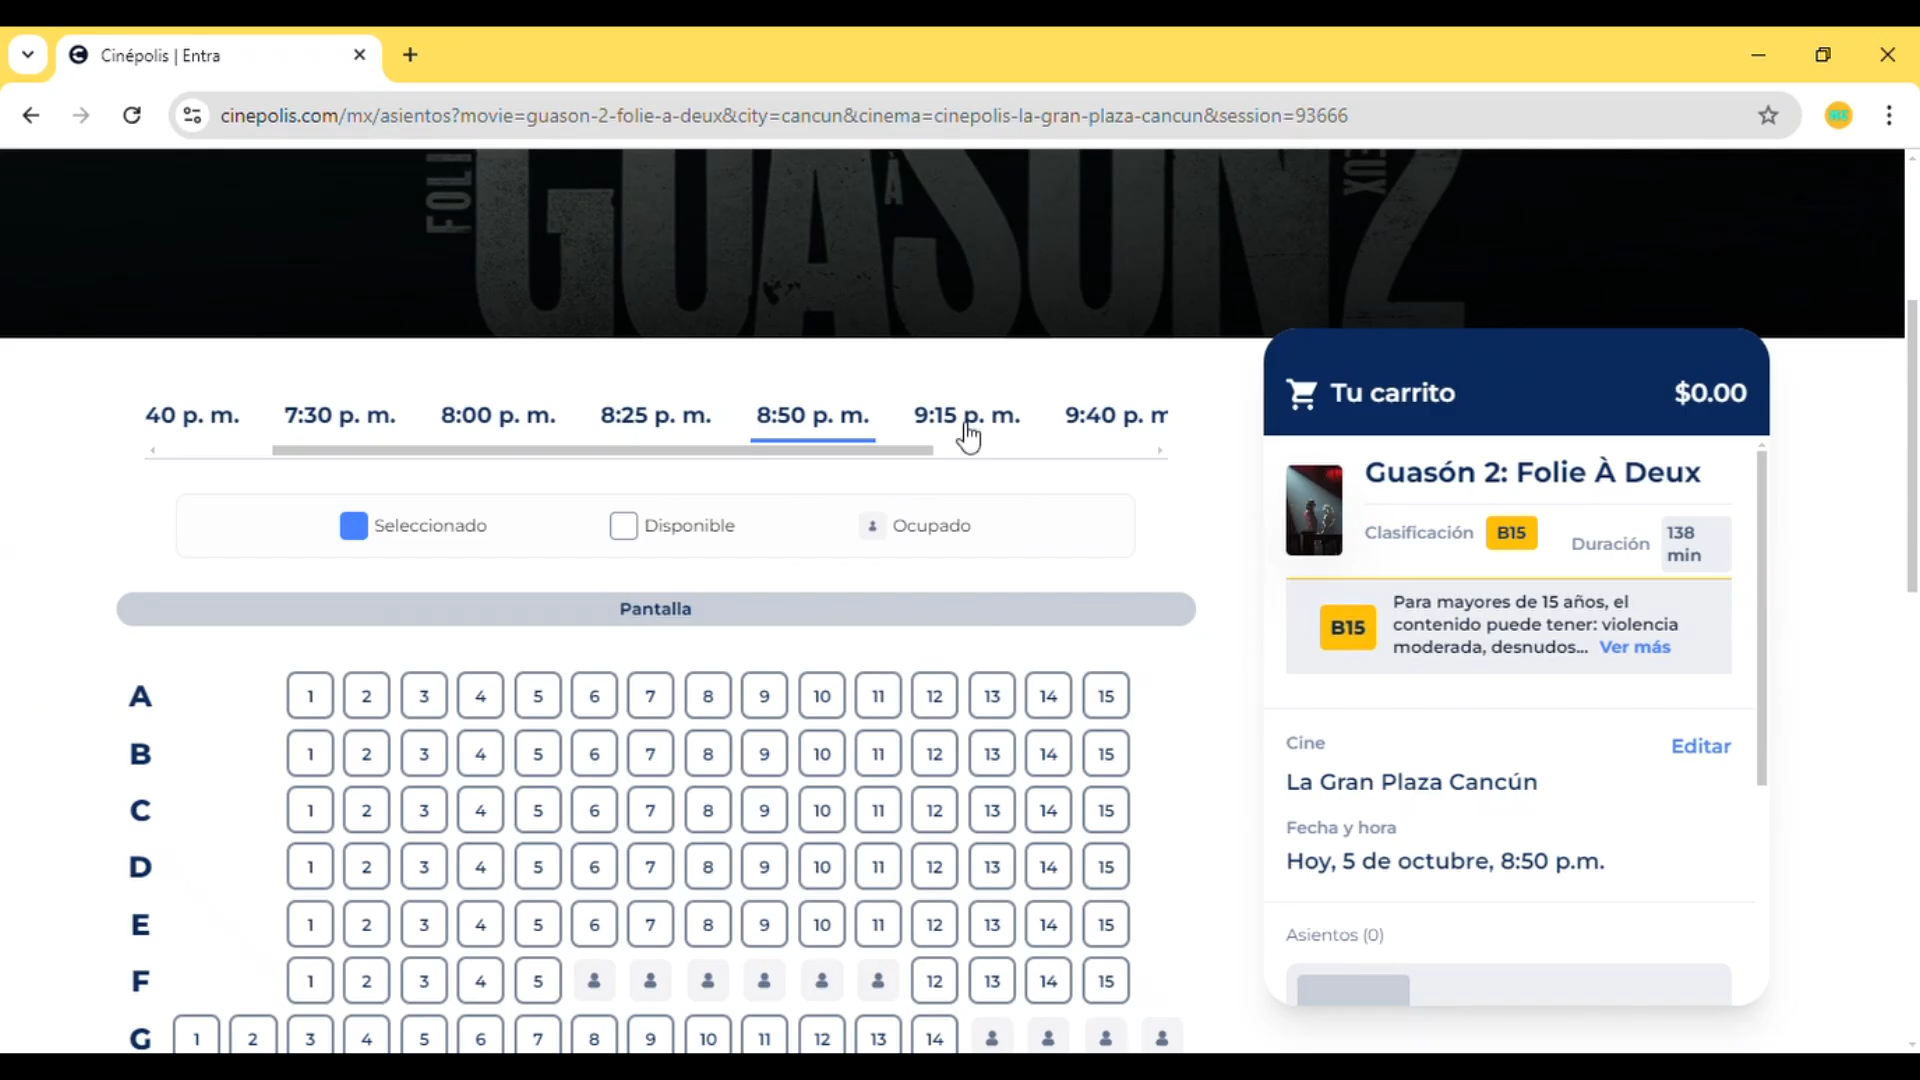 Cinépolis | Entra
cinepolis.com/mx/asientos?movie=guason-2-folie-a-deux&city=cancun&cinema=cinepolis-la-gran-plaza-cancun&session=93666
FOLI À EUX
GUASON 2
40 p. m. 7:30 p. m. 8:00 p. m. 8:25 p. m. 8:50 p. m. 9:15 p. m. 9:40 p. m
Seleccionado Disponible Ocupado
Pantalla
A 1 2 3 4 5 6 7 8 9 10 11 12 13 14 15
B 1 2 3 4 5 6 7 8 9 10 11 12 13 14 15
C 1 2 3 4 5 6 7 8 9 10 11 12 13 14 15
D 1 2 3 4 5 6 7 8 9 10 11 12 13 14 15
E 1 2 3 4 5 6 7 8 9 10 11 12 13 14 15
F 1 2 3 4 5 12 13 14 15
G 1 2 3 4 5 6 7 8 9 10 11 12 13 14
Tu carrito $0.00
Guasón 2: Folie À Deux
Clasificación B15 Duración 138 min
B15
Para mayores de 15 años, el
contenido puede tener: violencia
moderada, desnudos... Ver más
Cine Editar
La Gran Plaza Cancún
Fecha y hora
Hoy, 5 de octubre, 8:50 p.m.
Asientos (0)